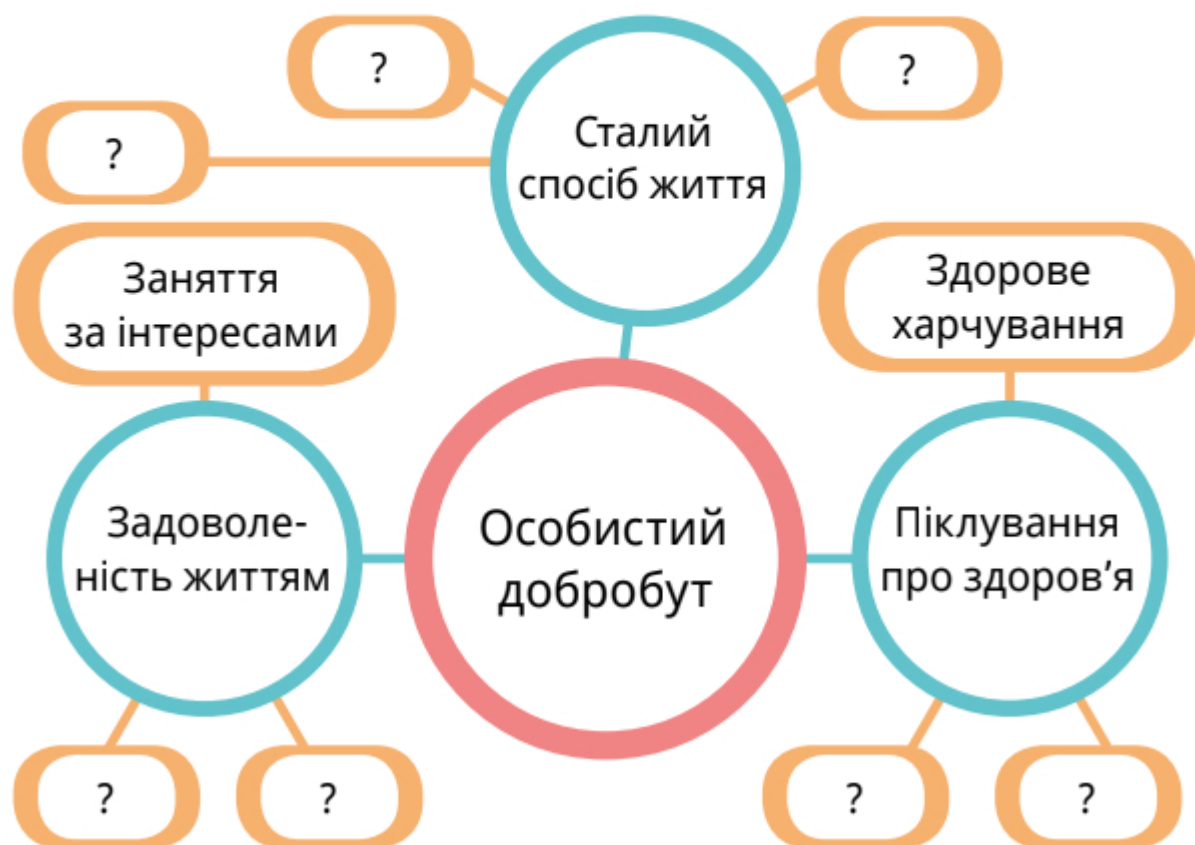 ?
?
?
Сталий
спосіб життя
Заняття
за інтересами
Здорове
харчування
Задоволе-
ність життям
Особистий
добробут
Піклування
про здоров’я
?
?
?
?